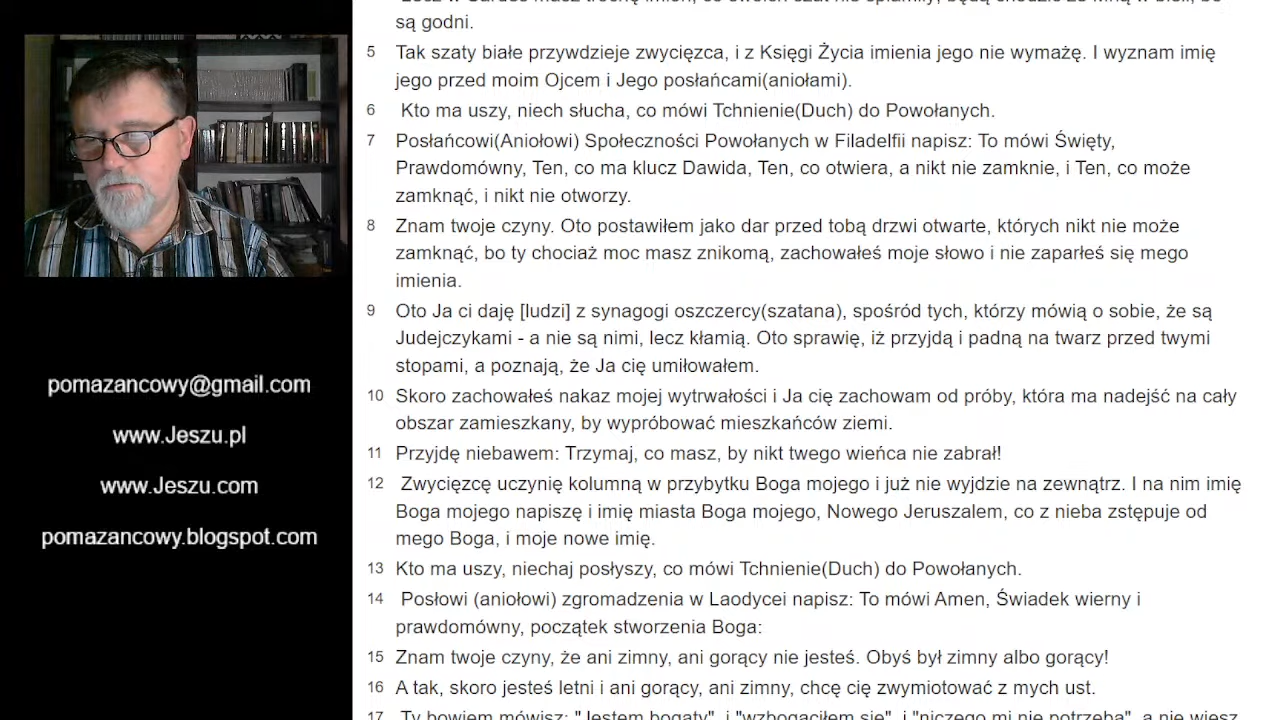 są godni.
5 Tak szaty białe przywdzieje zwycięzca, i z Księgi Życia imienia jego nie wymażę. I wyznam imię
jego przed moim Ojcem i Jego posłańcami(aniołami).
6 Kto ma uszy, niech słucha, co mówi Tchnienie(Duch) do Powołanych.
7 Posłańcowi(Aniołowi) Społeczności Powołanych w Filadelfii napisz: To mówi Święty,
Prawdomówny, Ten, co ma klucz Dawida, Ten, co otwiera, a nikt nie zamknie, i Ten, co może
zamknąć, i nikt nie otworzy.
8 Znam twoje czyny. Oto postawiłem jako dar przed tobą drzwi otwarte, których nikt nie może
zamknąć, bo ty chociaż moc masz znikomą, zachowałeś moje słowo i nie zaparłeś się mego
imienia.
9 Oto Ja ci daję [ludzi] z synagogi oszczercy(szatana), spośród tych, którzy mówią o sobie, że są
Judejczykami - a nie są nimi, lecz kłamią. Oto sprawię, iż przyjdą i padną na twarz przed twymi
stopami, a poznają, że Ja cię umiłowałem.
10 Skoro zachowałeś nakaz mojej wytrwałości i Ja cię zachowam od próby, która ma nadejść na cały
obszar zamieszkany, by wypróbować mieszkańców ziemi.
11 Przyjdę niebawem: Trzymaj, co masz, by nikt twego wieńca nie zabrał!
12 Zwycięzcę uczynię kolumną w przybytku Boga mojego i już nie wyjdzie na zewnątrz. I na nim imię
Boga mojego napiszę i imię miasta Boga mojego, Nowego Jeruszalem, co z nieba zstępuje od
mego Boga, i moje nowe imię.
13 Kto ma uszy, niechaj posłyszy, co mówi Tchnienie(Duch) do Powołanych.
14 Posłowi (aniołowi) zgromadzenia w Laodycei napisz: To mówi Amen, Świadek wierny i
prawdomówny, początek stworzenia Boga:
15 Znam twoje czyny, że ani zimny, ani gorący nie jesteś. Obyś był zimny albo gorący!
16 A tak, skoro jesteś letni i ani gorący, ani zimny, chcę cię zwymiotować z mych ust.
17 Ty bowiem mówisz: "Jestem bogaty", i "wzbogaciłem się", i "niczego mi nie potrzeba", a nie wiesz
pomazancowy@gmail.com
www.Jeszu.pl
www.Jeszu.com
pomazancowy.blogspot.com